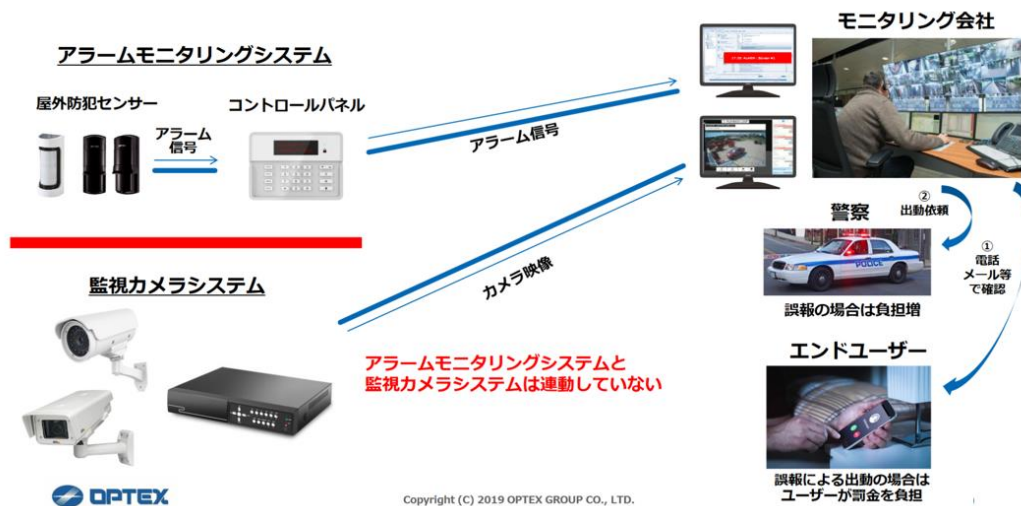 アラームモニタリングシステム
屋外防犯センサー
コントロールパネル
アラーム
信号
アラーム信号
モニタリング会社
②
出動依頼
警察
POLICE
誤報の場合は負担増
①
電話
メール等
で確認
監視カメラシステム
カメラ映像
アラームモニタリングシステムと
監視カメラシステムは連動していない
エンドユーザー
誤報による出動の場合は
ユーザーが罰金を負担
OPTEX
Copyright (C) 2019 OPTEX GROUP CO., LTD.